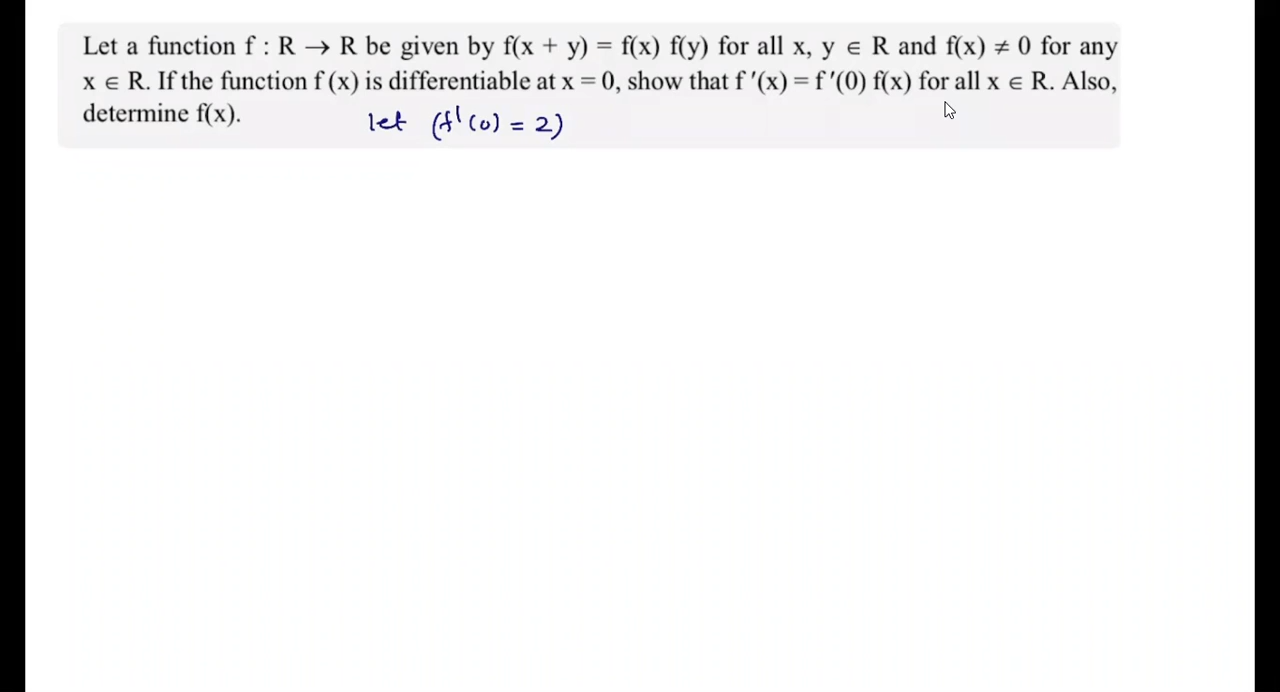 Let a function f : R → R be given by f(x + y) = f(x) f(y) for all x, y ∈ R and f(x) ≠ 0 for any
x ∈ R. If the function f (x) is differentiable at x = 0, show that f ′(x) = f ′(0) f(x) for all x ∈ R. Also,
determine f(x).
let (f'(0) = 2)